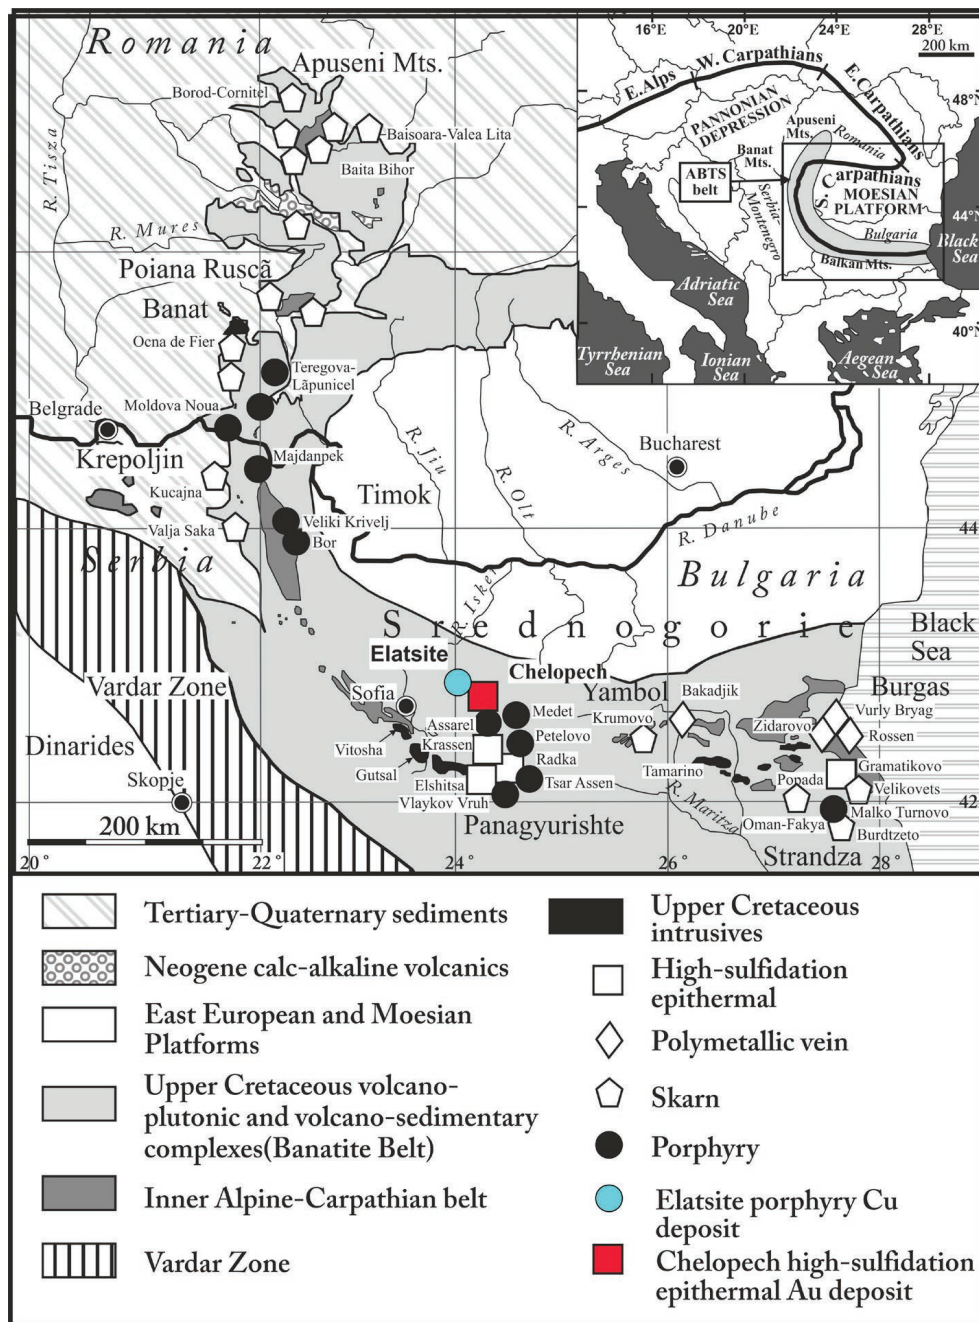 Romania
Apuseni Mts.
Borod-Cornitel
Baisoara-Valea Lita
Baita Bihor
R. Tisza
R. Mures
Poiana Ruscã
Banat
Ocna de Fier
Teregova-
Lãpunicel
Moldova Noua
Belgrade
Krepoljin
Majdanpek
Kucajna
Timok
Valja Saka
Veliki Krivelj
Bor
Serbia
R. Jiu
R. Olt
R. Arges
Bucharest
R. Danube
44
Bulgaria
R. Isker
Srednogorie
Black
Sea
Elatsite
Chelopech
Vardar Zone
Sofia
Yambol
Bakadjik
Burgas
Medet
Krumovo
Zidarovo
Vurly Bryag
Assarel
Petelovo
Rossen
Vitosha
Krassen
Dinarides
Radka
Gramatikovo
Gutsal
Tamarino
Popada
Velikovets
Skopje
Elshitsa
Tsar Assen
42
Vlaykov Vruh
R. Maritza
Oman-Fakya
Malko Turnovo
Panagyurishte
Burdtzeto
200 km
Strandza
20°
22°
24°
26°
28°
16°E
20°E
24°E
28°E
200 km
E. Alps
W. Carpathians
E. Carpathians
48°N
PANNONIAN
DEPRESSION
Apuseni
Mts.
Romania
Banat
Mts.
ABTS
belt
S. Carpathians
MOESIAN
PLATFORM
Serbia-
Montenegro
44°N
Bulgaria
Black
Sea
Balkan Mts.
Adriatic
Sea
40°N
Tyrrhenian
Sea
Ionian
Sea
Aegean
Sea
Tertiary-Quaternary sediments
Neogene calc-alkaline volcanics
East European and Moesian
Platforms
Upper Cretaceous volcano-
plutonic and volcano-sedimentary
complexes(Banatite Belt)
Inner Alpine-Carpathian belt
Vardar Zone
Upper Cretaceous
intrusives
High-sulfidation
epithermal
Polymetallic vein
Skarn
Porphyry
Elatsite porphyry Cu
deposit
Chelopech high-sulfidation
epithermal Au deposit